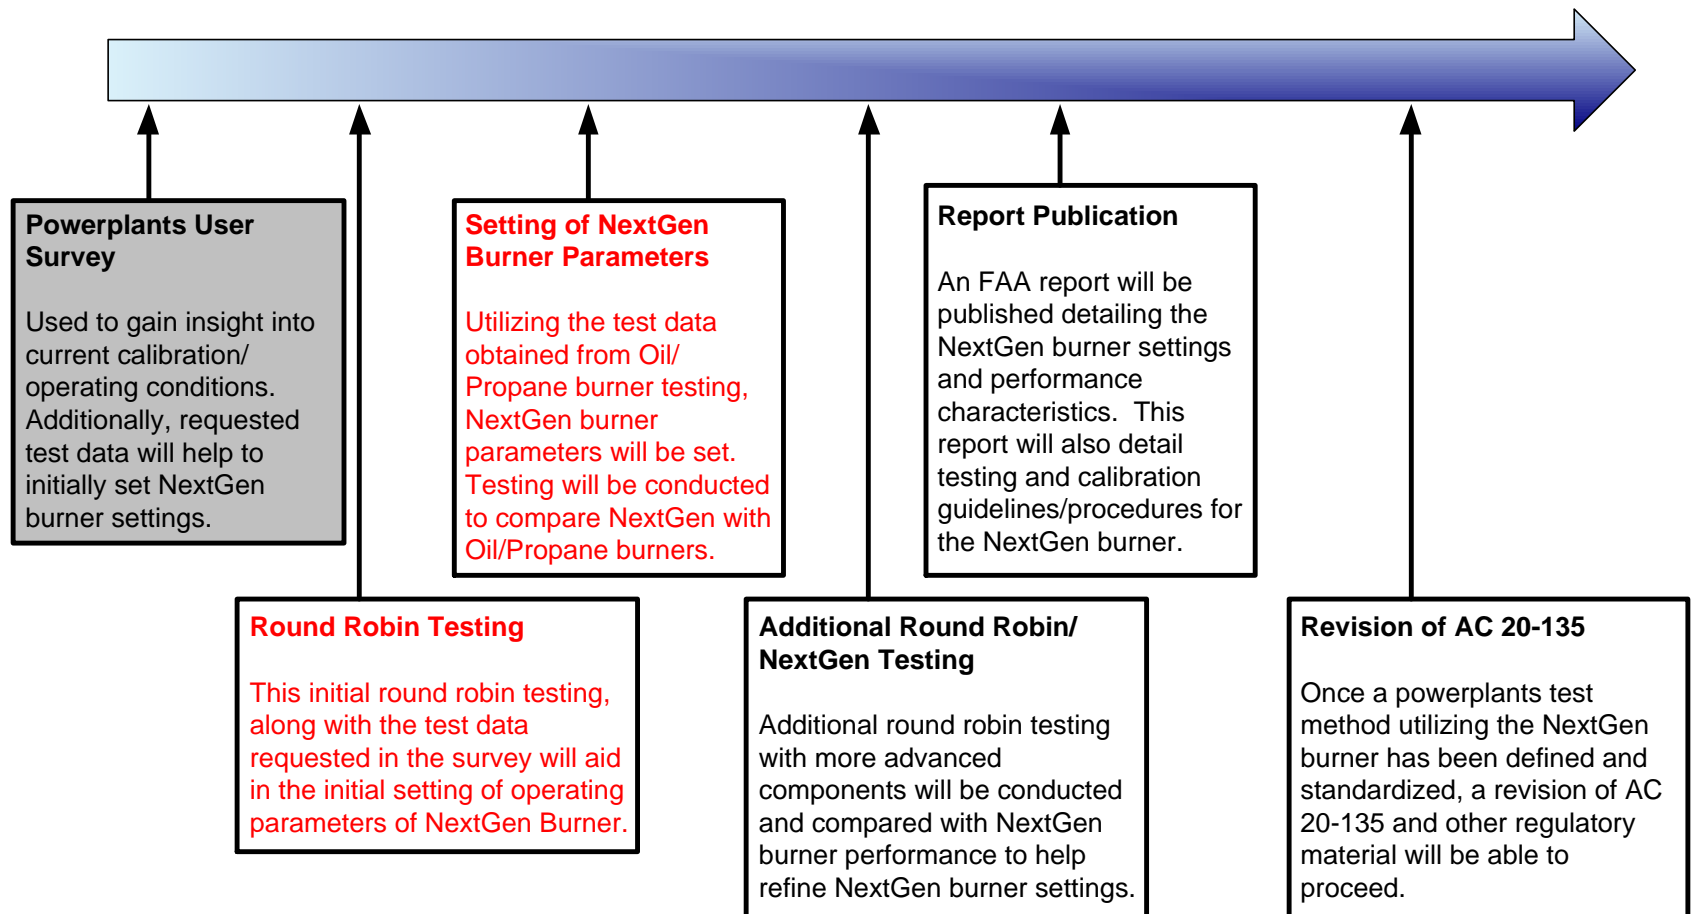 Powerplants User
Survey
Used to gain insight into
current calibration/
operating conditions.
Additionally, requested
test data will help to
initially set NextGen
burner settings.
Round Robin Testing
This initial round robin testing,
along with the test data
requested in the survey will aid
in the initial setting of operating
parameters of NextGen Burner.
Setting of NextGen
Burner Parameters
Utilizing the test data
obtained from Oil/
Propane burner testing,
NextGen burner
parameters will be set.
Testing will be conducted
to compare NextGen with
Oil/Propane burners.
Additional Round Robin/
NextGen Testing
Additional round robin testing
with more advanced
components will be conducted
and compared with NextGen
burner performance to help
refine NextGen burner settings.
Report Publication
An FAA report will be
published detailing the
NextGen burner settings
and performance
characteristics.  This
report will also detail
testing and calibration
guidelines/procedures for
the NextGen burner.
Revision of AC 20-135
Once a powerplants test
method utilizing the NextGen
burner has been defined and
standardized, a revision of AC
20-135 and other regulatory
material will be able to
proceed.